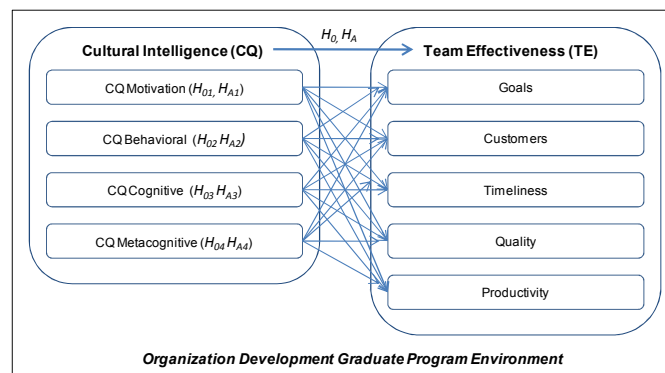 H0, HA
Cultural Intelligence (CQ)
Team Effectiveness (TE)
CQ Motivation (H01, HA1)
CQ Behavioral (H02 HA2)
CQ Cognitive (H03 HA3)
CQ Metacognitive (H04 HA4)
Goals
Customers
Timeliness
Quality
Productivity
Organization Development Graduate Program Environment